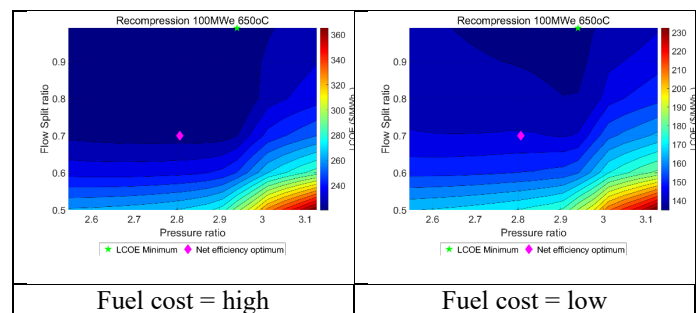 Recompression 100MWe 650oC
Flow Split ratio
0.9
0.8
0.7
0.6
0.5
2.6 2.7 2.8 2.9 3 3.1
Pressure ratio
360
340
320
300
280
260
240
220
LCOE ($/MWh)
LCOE Minimum Net efficiency optimum
Fuel cost = high
Recompression 100MWe 650oC
Flow Split ratio
0.9
0.8
0.7
0.6
0.5
2.6 2.7 2.8 2.9 3 3.1
Pressure ratio
230
220
210
200
190
180
170
160
150
140
LCOE ($/MWh)
LCOE Minimum Net efficiency optimum
Fuel cost = low